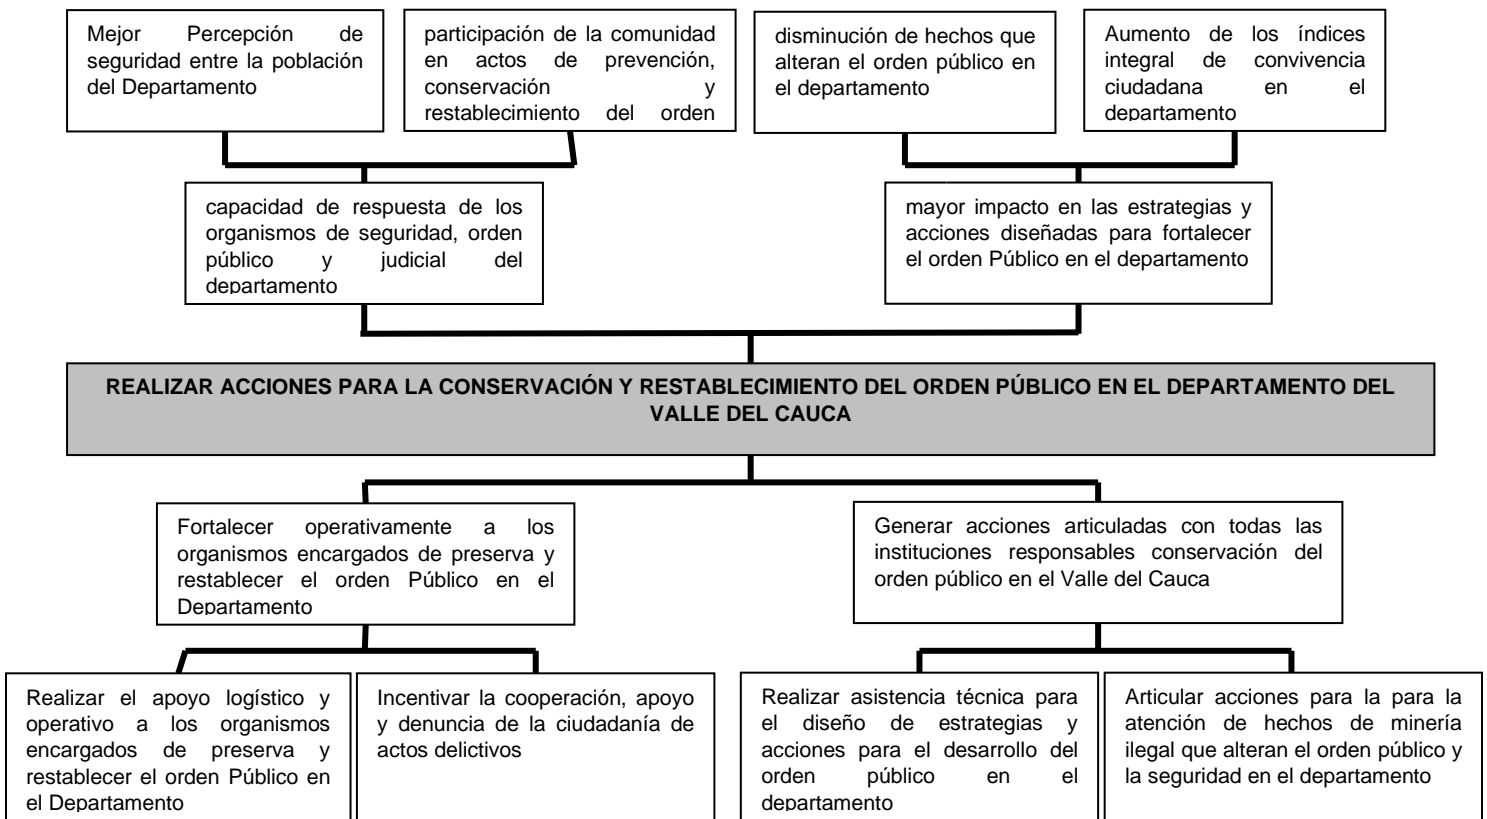 Mejor Percepción de
seguridad entre la población
del Departamento
participación de la comunidad
en actos de prevención,
conservación y
restablecimiento del orden
disminución de hechos que
alteran el orden público en
el departamento
Aumento de los índices
integral de convivencia
ciudadana en el
departamento
capacidad de respuesta de los
organismos de seguridad, orden
público y judicial del
departamento
mayor impacto en las estrategias y
acciones diseñadas para fortalecer
el orden Público en el departamento
REALIZAR ACCIONES PARA LA CONSERVACIÓN Y RESTABLECIMIENTO DEL ORDEN PÚBLICO EN EL DEPARTAMENTO DEL
VALLE DEL CAUCA
Fortalecer operativamente a los
organismos encargados de preserva y
restablecer el orden Público en el
Departamento
Generar acciones articuladas con todas las
instituciones responsables conservación del
orden público en el Valle del Cauca
Realizar el apoyo logístico y
operativo a los organismos
encargados de preserva y
restablecer el orden Público en
el Departamento
Incentivar la cooperación, apoyo
y denuncia de la ciudadanía de
actos delictivos
Realizar asistencia técnica para
el diseño de estrategias y
acciones para el desarrollo del
orden público en el
departamento
Articular acciones para la para la
atención de hechos de minería
ilegal que alteran el orden público y
la seguridad en el departamento